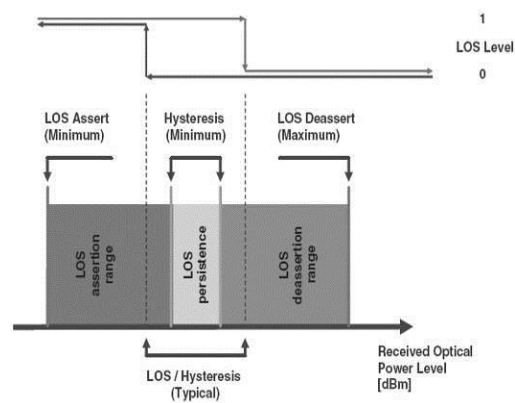 1
LOS Level
0
LOS Assert
(Minimum)
Hysteresis
(Minimum)
LOS Deassert
(Maximum)
LOS
assertion
range
LOS
persistence
LOS
deassertion
range
Received Optical
Power Level
[dBm]
LOS / Hysteresis
(Typical)